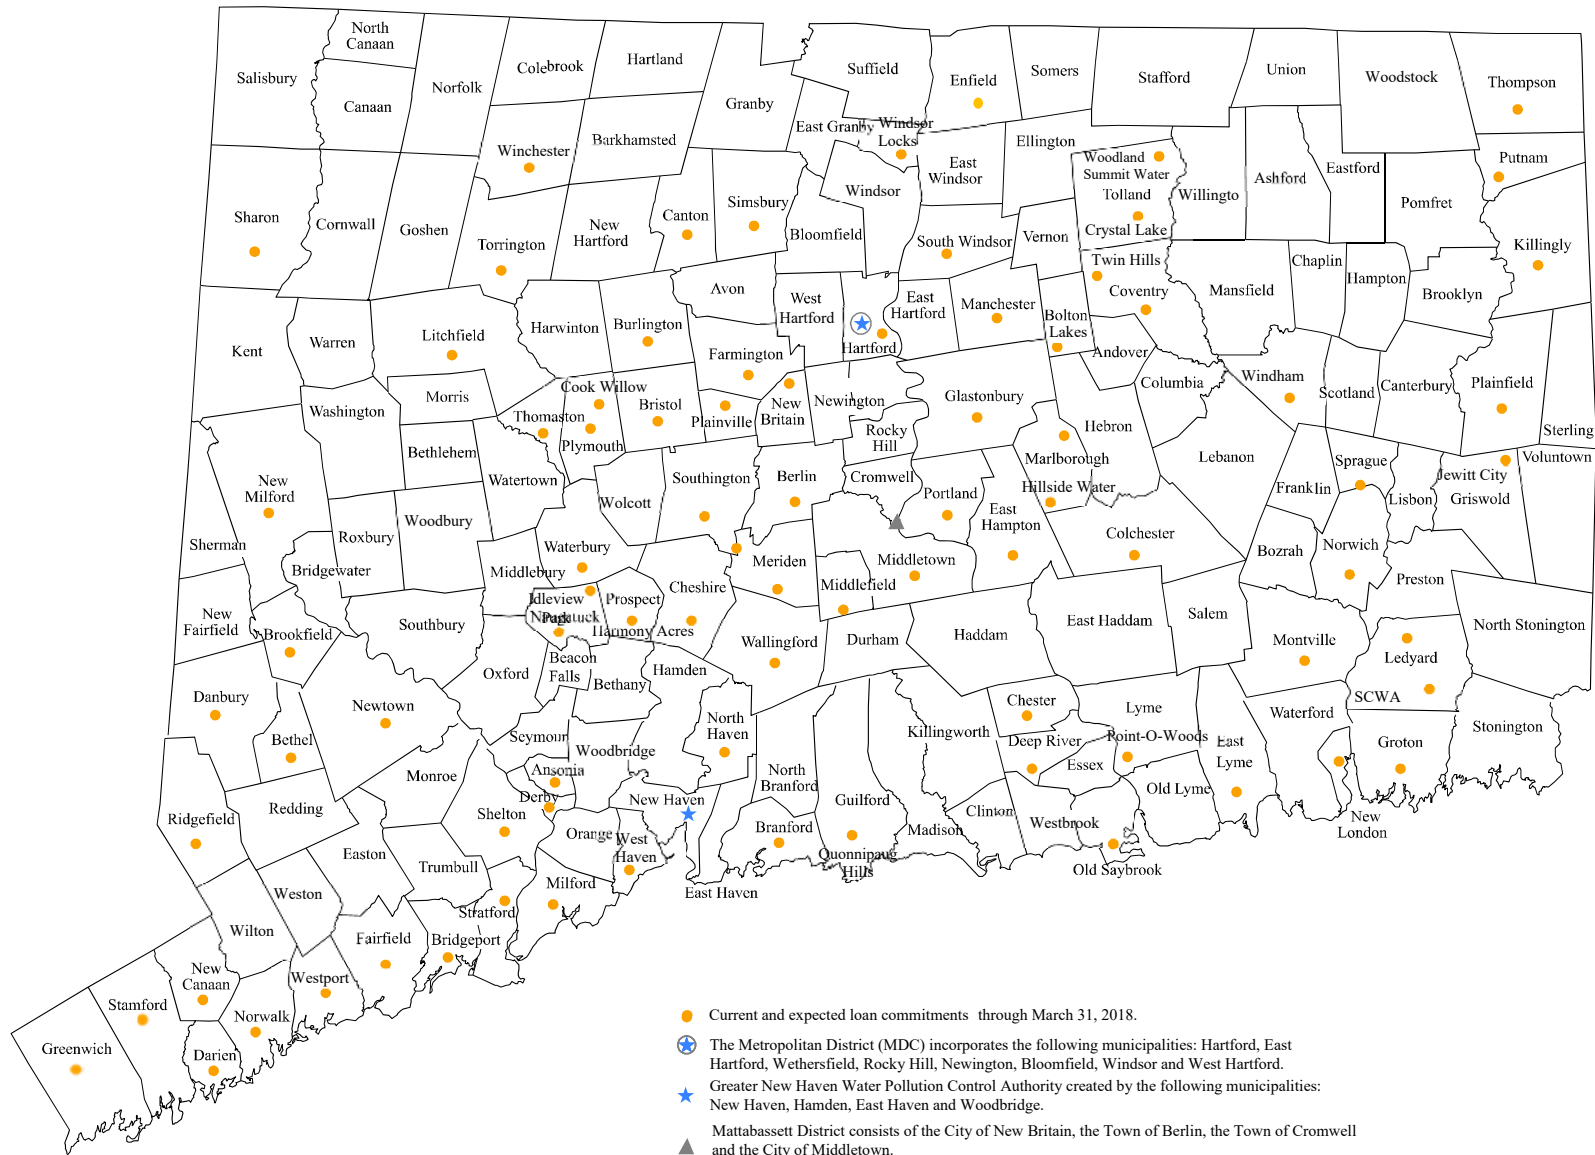 North
Canaan
Salisbury
Canaan
Norfolk
Colebrook
Hartland
Granby
Suffield
Enfield
Somers
Stafford
Union
Woodstock
Thompson
East Granby
Windsor
Locks
Barkhamsted
Winchester
East
Windsor
Ellington
Woodland
Summit Water
Tolland
Crystal Lake
Willingto
Ashford
Eastford
Putnam
Pomfret
Sharon
Cornwall
Goshen
Torrington
New
Hartford
Canton
Simsbury
Windsor
Bloomfield
South Windsor
Vernon
Twin Hills
Coventry
Mansfield
Chaplin
Hampton
Brooklyn
Killingly
Kent
Warren
Litchfield
Harwinton
Burlington
Avon
West
Hartford
Hartford
East
Hartford
Manchester
Bolton
Lakes
Andover
Columbia
Windham
Scotland
Canterbury
Plainfield
Sterling
Washington
Morris
Cook Willow
Thomaston
Plymouth
Bristol
Farmington
Plainville
New
Britain
Newington
Rocky
Hill
Glastonbury
Hebron
Marlborough
Hillside Water
Lebanon
Franklin
Sprague
Lisbon
Jewitt City
Griswold
Voluntown
New
Milford
Bethlehem
Watertown
Woodbury
Roxbury
Sherman
Bridgewater
Wolcott
Southington
Berlin
Cromwell
Portland
East
Hampton
Colchester
Bozrah
Norwich
Preston
Waterbury
Middlebury
Idleview
Park
Naugatuck
Prospect
Harmony Acres
Cheshire
Meriden
Middlefield
Middletown
New
Fairfield
Brookfield
Southbury
Oxford
Beacon
Falls
Bethany
Hamden
Wallingford
Durham
Haddam
East Haddam
Salem
Montville
Ledyard
SCWA
North Stonington
Danbury
Bethel
Newtown
Seymour
Woodbridge
North
Haven
Killingworth
Chester
Deep River
Essex
Lyme
Point-O-Woods
East
Lyme
Old Lyme
Waterford
Groton
Stonington
New
London
Ridgefield
Redding
Monroe
Ansonia
Derby
Shelton
Orange
West
Haven
New Haven
East Haven
North
Branford
Branford
Guilford
Quonnipaug
Hills
Madison
Clinton
Westbrook
Old Saybrook
Easton
Trumbull
Weston
Wilton
Milford
Stratford
Bridgeport
Fairfield
Westport
New
Canaan
Norwalk
Darien
Stamford
Greenwich
Current and expected loan commitments through March 31, 2018.
The Metropolitan District (MDC) incorporates the following municipalities: Hartford, East
Hartford, Wethersfield, Rocky Hill, Newington, Bloomfield, Windsor and West Hartford.
Greater New Haven Water Pollution Control Authority created by the following municipalities:
New Haven, Hamden, East Haven and Woodbridge.
Mattabassett District consists of the City of New Britain, the Town of Berlin, the Town of Cromwell
and the City of Middletown.